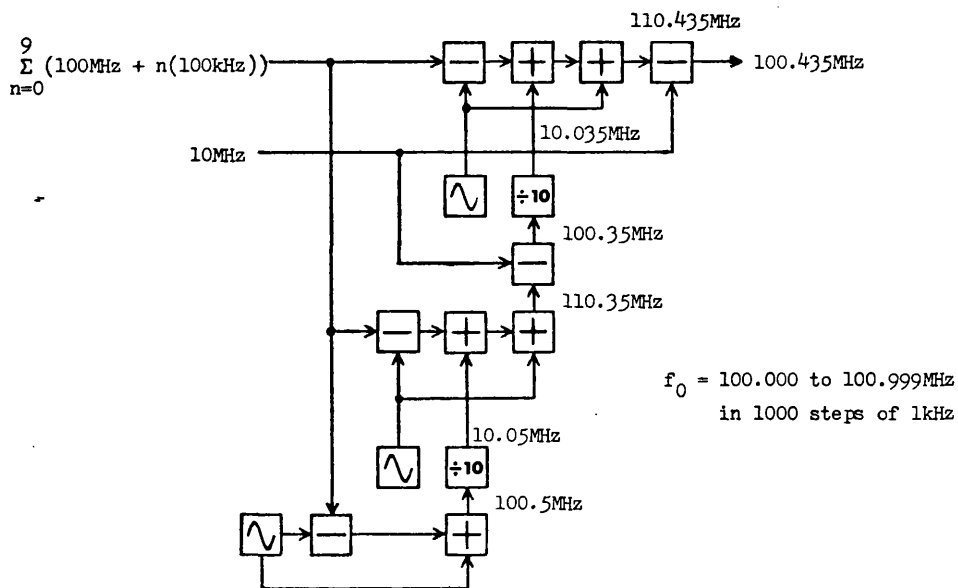 110.435MHz
9
Σ (100MHz + n(100kHz))
n=0
100.435MHz
10MHz
10.035MHz
÷10
100.35MHz
110.35MHz
f0 = 100.000 to 100.999MHz
in 1000 steps of 1kHz
10.05MHz
÷10
100.5MHz